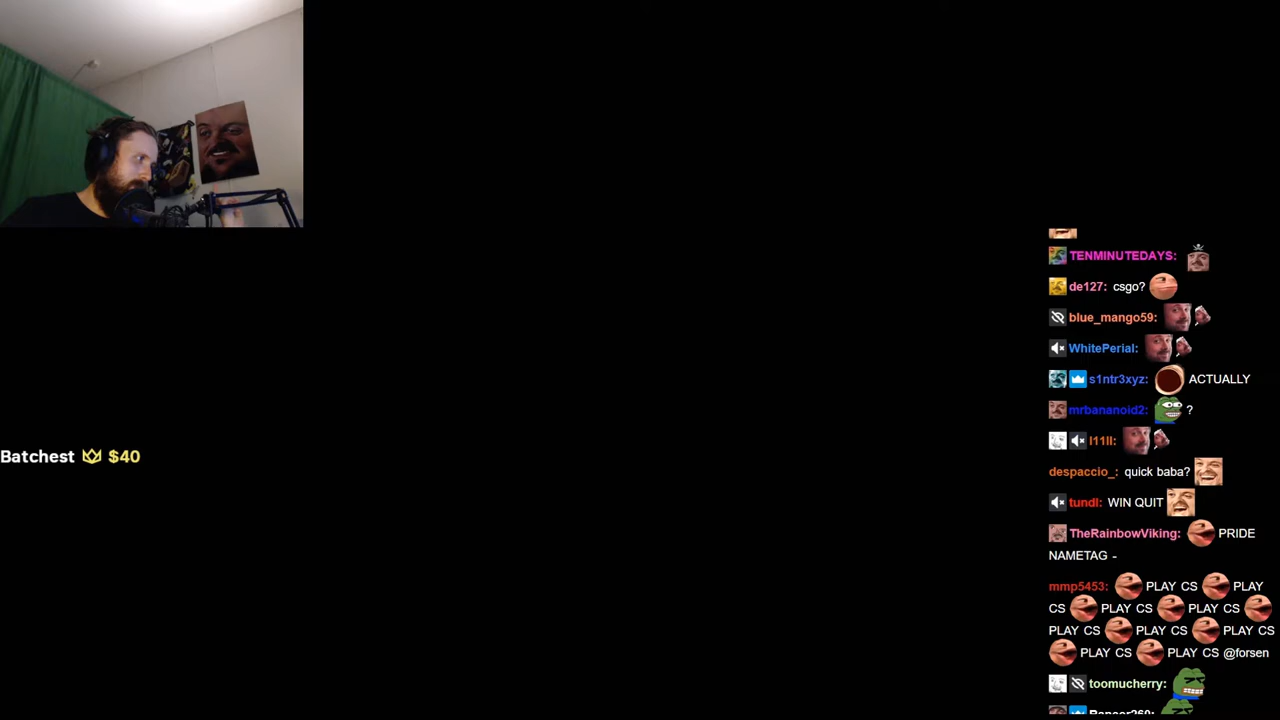 TENMINUTEDAYS:
de127: csgo?
blue_mango59:
WhitePerial:
s1ntr3xyz: ACTUALLY
mrbananoid2: ?
l11ll:
Batchest $40
despaccio_: quick baba?
tundl: WIN QUIT
TheRainbowViking: PRIDE
NAMETAG -
mmp5453: PLAY CS PLAY
CS PLAY CS PLAY CS
PLAY CS PLAY CS PLAY CS
PLAY CS PLAY CS @forsen
toomucherry: